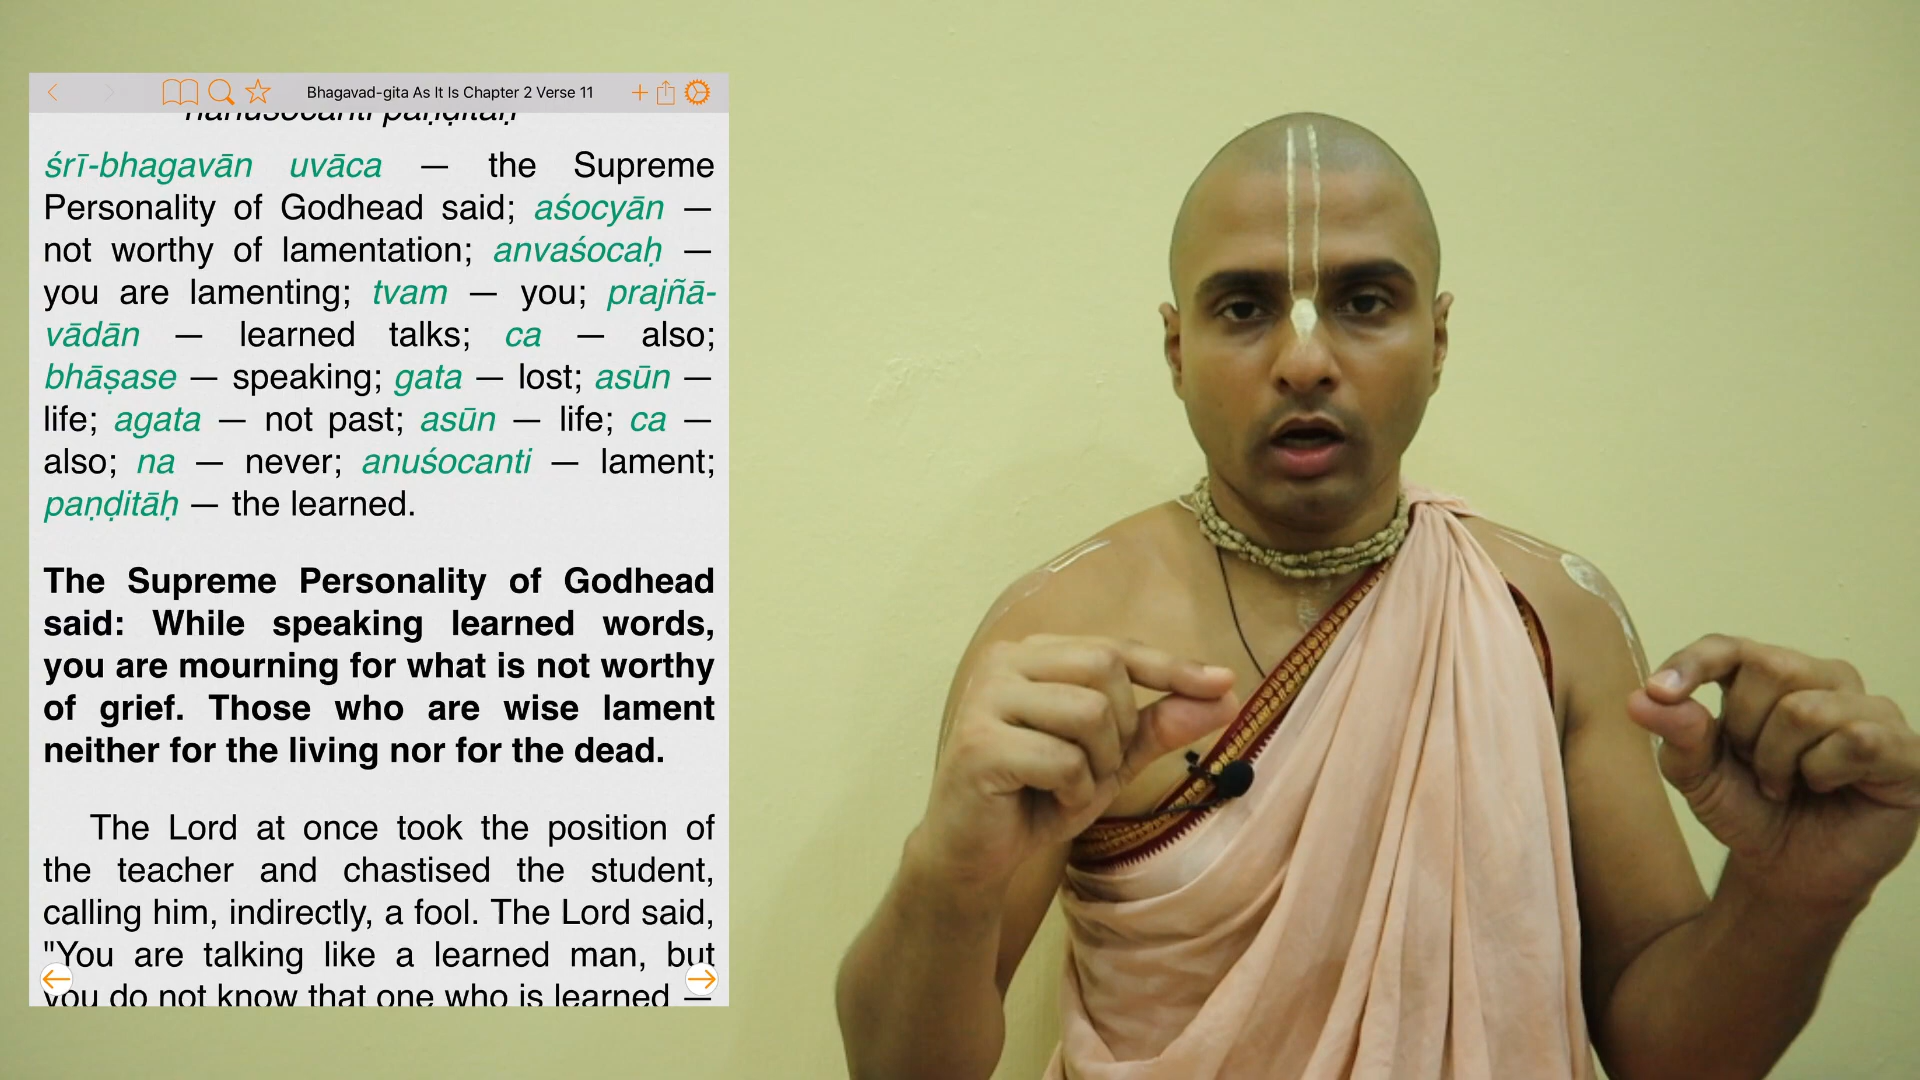 Bhagavad-gita As It Is Chapter 2 Verse 11
nānuśocanti paṇḍitāḥ
śrī-bhagavān uvāca — the Supreme
Personality of Godhead said; aśocyān —
not worthy of lamentation; anvaśocaḥ —
you are lamenting; tvam — you; prajñā-
vādān — learned talks; ca — also;
bhāṣase — speaking; gata — lost; asūn —
life; agata — not past; asūn — life; ca —
also; na — never; anuśocanti — lament;
paṇḍitāḥ — the learned.
The Supreme Personality of Godhead
said: While speaking learned words,
you are mourning for what is not worthy
of grief. Those who are wise lament
neither for the living nor for the dead.
The Lord at once took the position of
the teacher and chastised the student,
calling him, indirectly, a fool. The Lord said,
"You are talking like a learned man, but
you do not know that one who is learned —